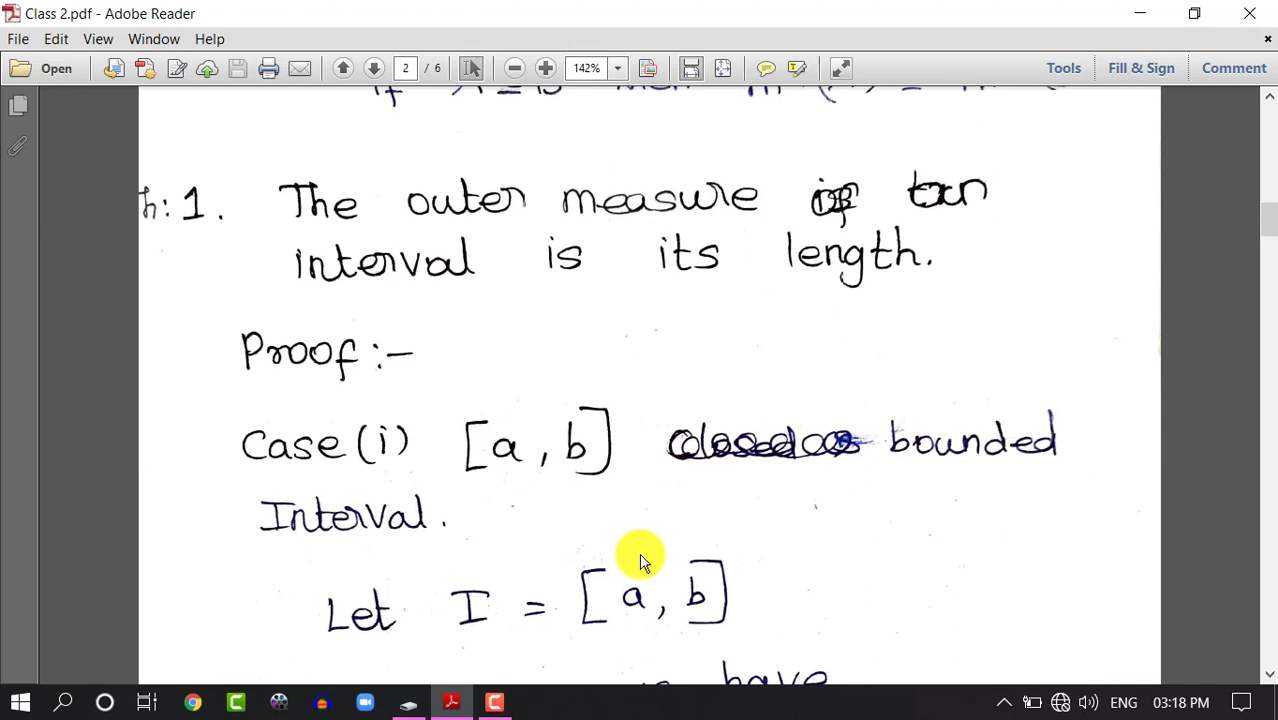 Class 2.pdf - Adobe Reader
File Edit View Window Help
Open 2 / 6 142% Tools Fill & Sign Comment
Th: 1. The outer measure of an
interval is its length.
Proof :-
Case (i) [a, b] closed & bounded
Interval.
Let I = [a, b]
have
ENG 03:18 PM